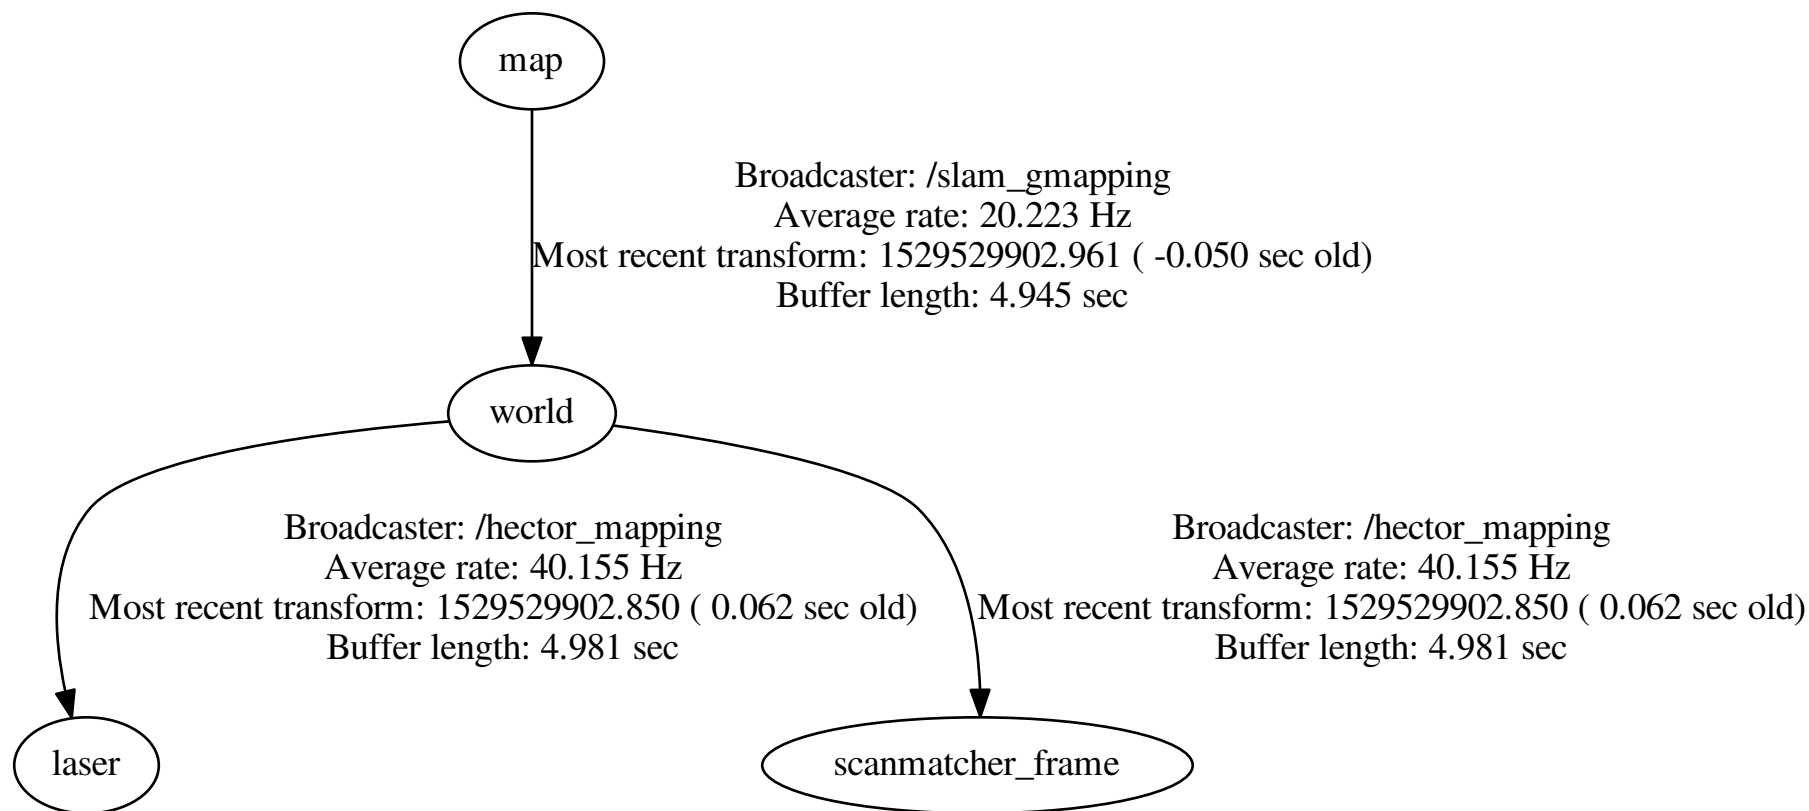 map
Broadcaster: /slam_gmapping
Average rate: 20.223 Hz
Most recent transform: 1529529902.961 ( -0.050 sec old)
Buffer length: 4.945 sec
world
Broadcaster: /hector_mapping
Average rate: 40.155 Hz
Most recent transform: 1529529902.850 ( 0.062 sec old)
Buffer length: 4.981 sec
Broadcaster: /hector_mapping
Average rate: 40.155 Hz
Most recent transform: 1529529902.850 ( 0.062 sec old)
Buffer length: 4.981 sec
laser
scanmatcher_frame